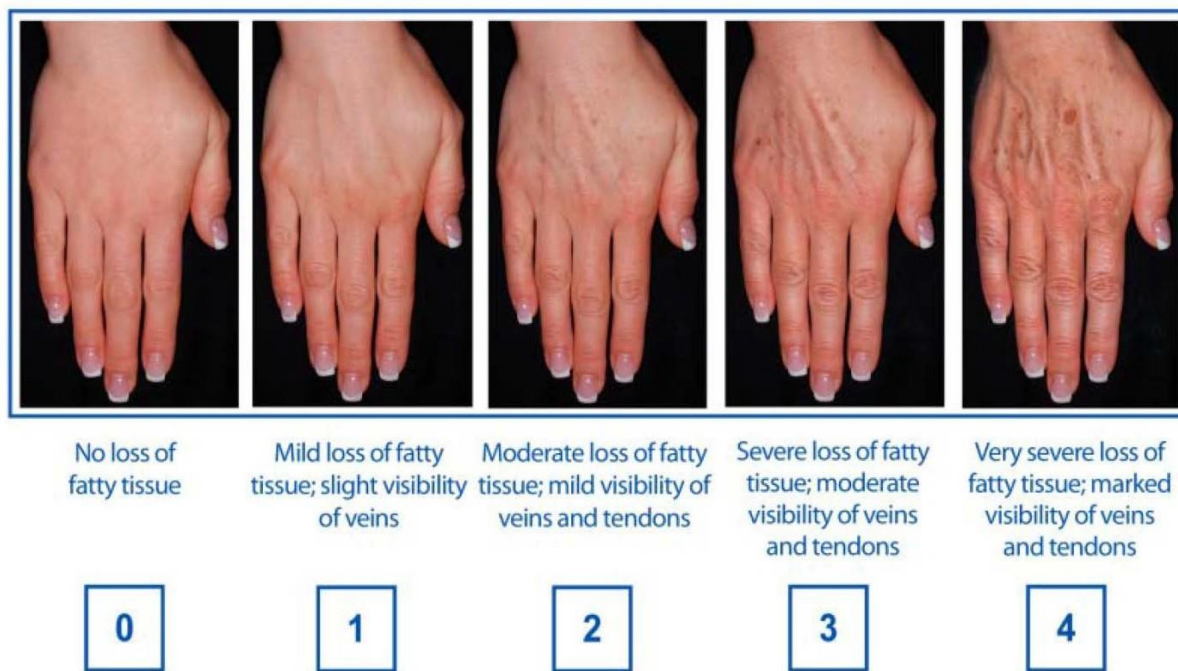 No loss of
fatty tissue
Mild loss of fatty
tissue; slight visibility
of veins
Moderate loss of fatty
tissue; mild visibility of
veins and tendons
Severe loss of fatty
tissue; moderate
visibility of veins
and tendons
Very severe loss of
fatty tissue; marked
visibility of veins
and tendons
0
1
2
3
4